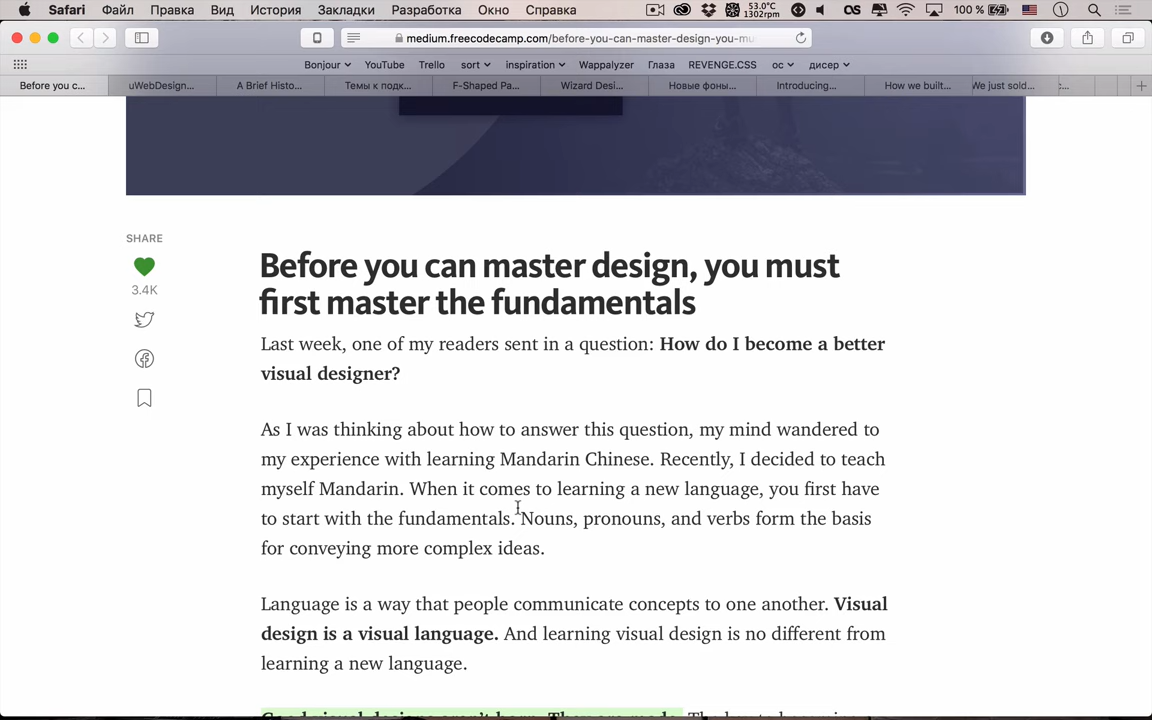 Safari Файл Правка Вид История Закладки Разработка Окно Справка 53.0°C 1302rpm 100 %
medium.freecodecamp.com/before-you-can-master-design-you-mu
Bonjour YouTube Trello sort inspiration Wappalyzer Глаза REVENGE.CSS ос дисер
Before you c... uWebDesign... A Brief Histo... Темы к подк... F-Shaped Pa... Wizard Desi... Новые фоны... Introducing... How we built... We just sold...
SHARE
3.4K
Before you can master design, you must
first master the fundamentals
Last week, one of my readers sent in a question: How do I become a better
visual designer?
As I was thinking about how to answer this question, my mind wandered to
my experience with learning Mandarin Chinese. Recently, I decided to teach
myself Mandarin. When it comes to learning a new language, you first have
to start with the fundamentals. Nouns, pronouns, and verbs form the basis
for conveying more complex ideas.
Language is a way that people communicate concepts to one another. Visual
design is a visual language. And learning visual design is no different from
learning a new language.